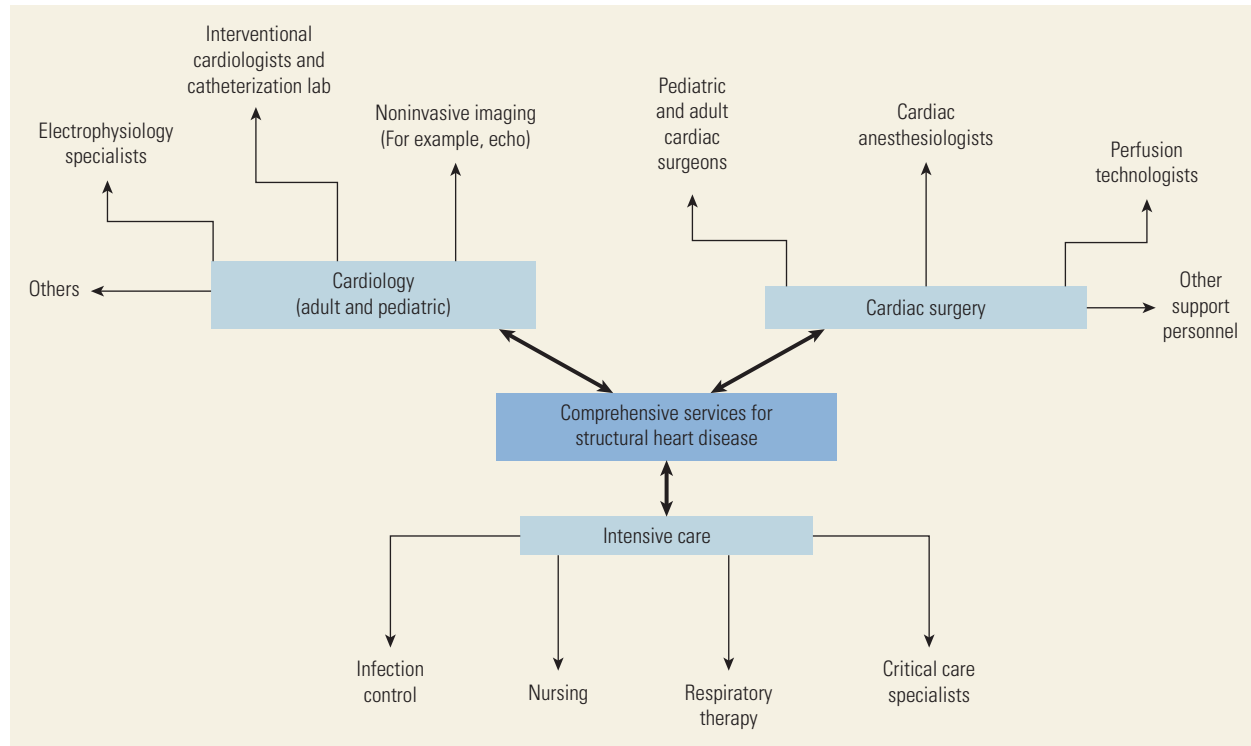 Interventional
cardiologists and
catheterization lab
Electrophysiology
specialists
Noninvasive imaging
(For example, echo)
Others
Cardiology
(adult and pediatric)
Pediatric
and adult
cardiac
surgeons
Cardiac
anesthesiologists
Perfusion
technologists
Cardiac surgery
Other
support
personnel
Comprehensive services for
structural heart disease
Intensive care
Infection
control
Nursing
Respiratory
therapy
Critical care
specialists